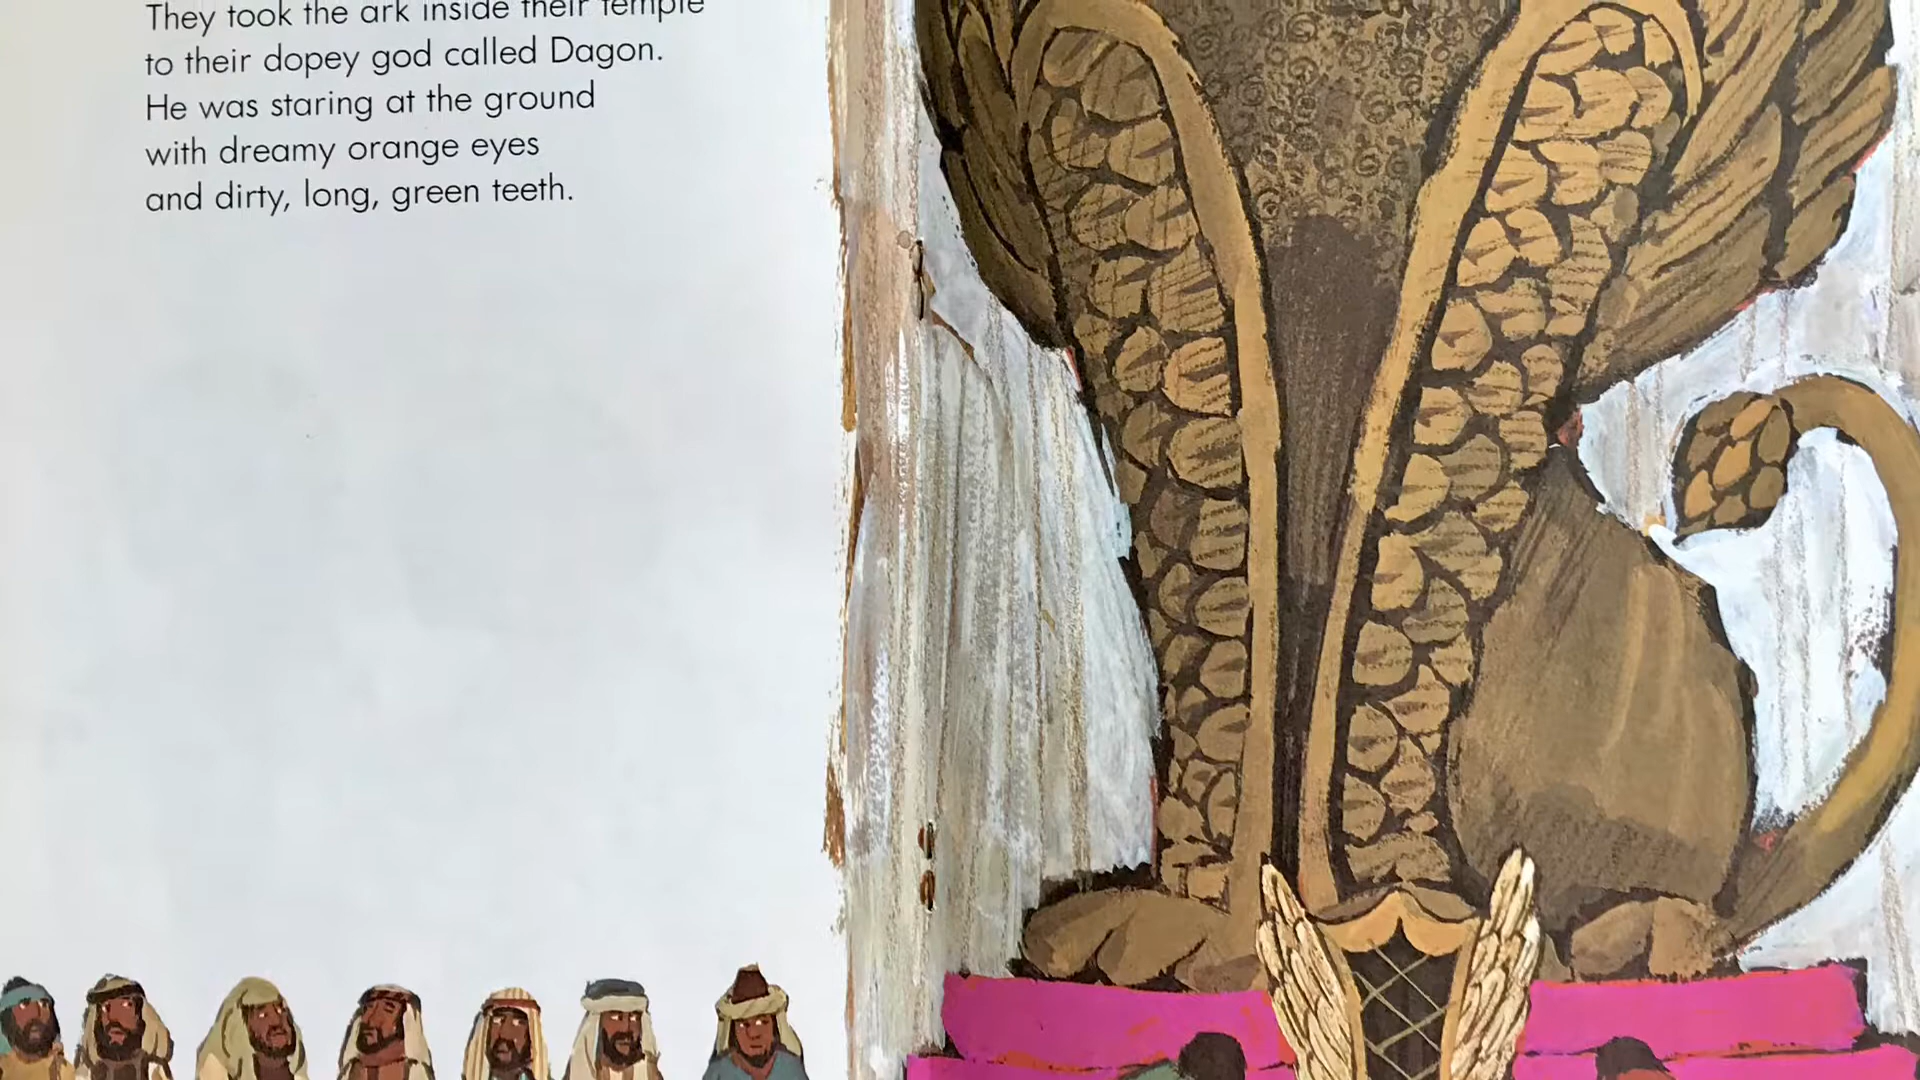 They took the ark inside their temple
to their dopey god called Dagon.
He was staring at the ground
with dreamy orange eyes
and dirty, long, green teeth.